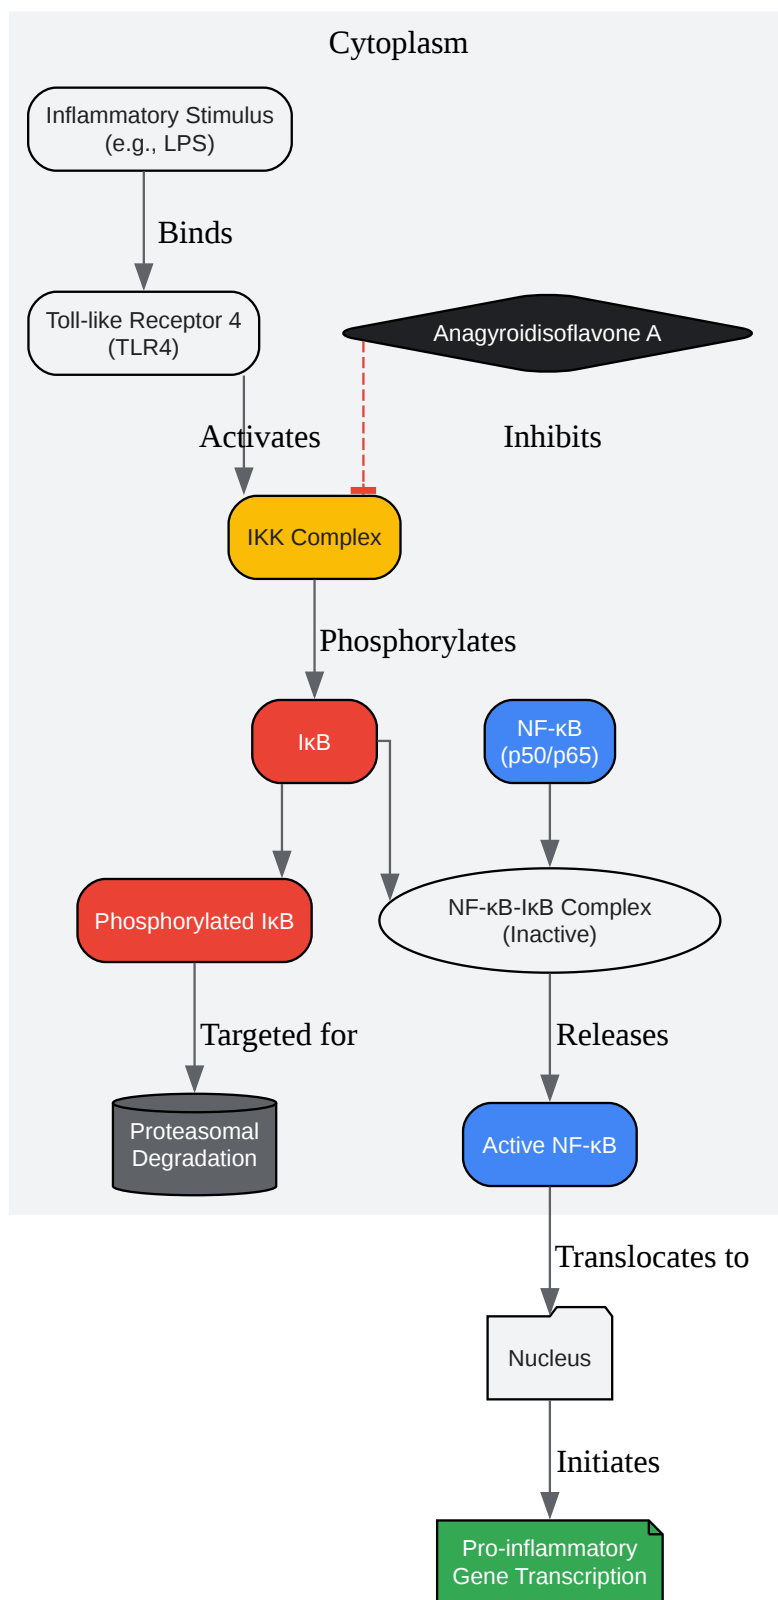 Cytoplasm
Inflammatory Stimulus
(e.g., LPS)
Binds
Toll-like Receptor 4
(TLR4)
Anagyroidisoflavone A
Activates
Inhibits
IKK Complex
Phosphorylates
IκB
NF-κB
(p50/p65)
Phosphorylated IκB
NF-κB-IκB Complex
(Inactive)
Targeted for
Releases
Proteasomal
Degradation
Active NF-κB
Translocates to
Nucleus
Initiates
Pro-inflammatory
Gene Transcription